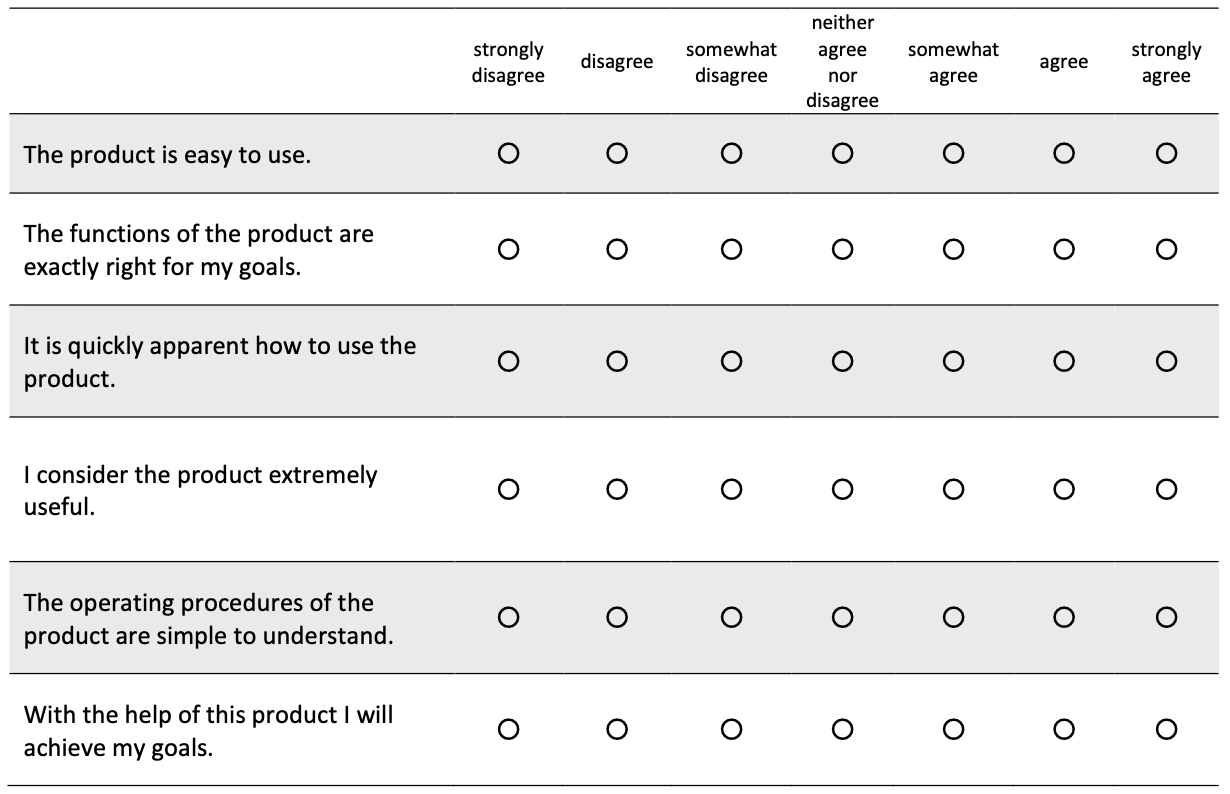 strongly
disagree
disagree
somewhat
disagree
neither
agree
nor
disagree
somewhat
agree
agree
strongly
agree
The product is easy to use.
The functions of the product are
exactly right for my goals.
It is quickly apparent how to use the
product.
I consider the product extremely
useful.
The operating procedures of the
product are simple to understand.
With the help of this product I will
achieve my goals.